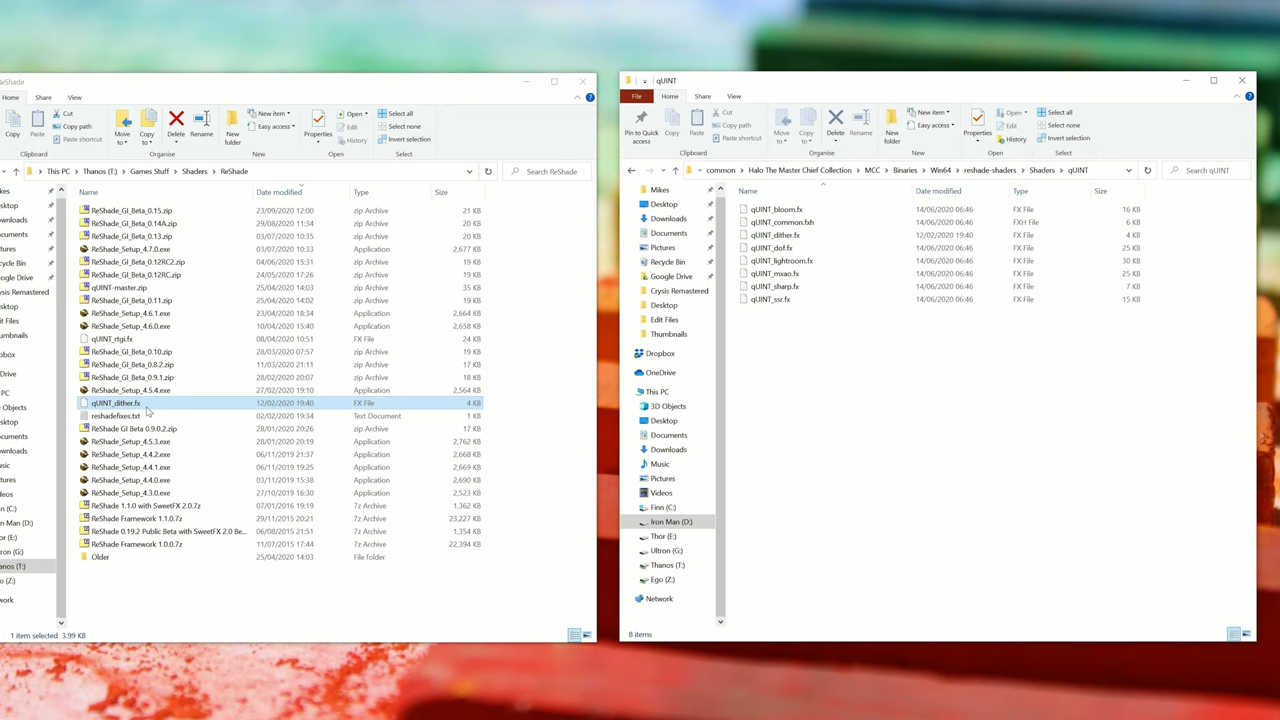 ReShade
Home Share View
Copy Paste Cut Copy path Paste shortcut Move to Copy to Delete Rename New folder New item Easy access Properties Open Edit History Select all Select none Invert selection
Clipboard Organise New Open Select
This PC > Thanos (T:) > Games Stuff > Shaders > ReShade Search ReShade
Name Date modified Type Size
ReShade_GI_Beta_0.15.zip 23/09/2020 12:00 zip Archive 21 KB
ReShade_GI_Beta_0.14A.zip 29/08/2020 11:34 zip Archive 20 KB
ReShade_GI_Beta_0.13.zip 03/07/2020 10:35 zip Archive 20 KB
ReShade_Setup_4.7.0.exe 03/07/2020 10:33 Application 2,677 KB
ReShade_GI_Beta_0.12RC2.zip 04/06/2020 15:31 zip Archive 19 KB
ReShade_GI_Beta_0.12RC.zip 24/05/2020 17:26 zip Archive 19 KB
qUINT-master.zip 25/04/2020 14:03 zip Archive 35 KB
ReShade_GI_Beta_0.11.zip 25/04/2020 14:02 zip Archive 19 KB
ReShade_Setup_4.6.1.exe 23/04/2020 18:34 Application 2,664 KB
ReShade_Setup_4.6.0.exe 10/04/2020 15:40 Application 2,658 KB
qUINT_rtgi.fx 08/04/2020 10:51 FX File 24 KB
ReShade_GI_Beta_0.10.zip 28/03/2020 07:57 zip Archive 19 KB
ReShade_GI_Beta_0.8.2.zip 11/03/2020 21:11 zip Archive 17 KB
ReShade_GI_Beta_0.9.1.zip 28/02/2020 20:07 zip Archive 18 KB
ReShade_Setup_4.5.4.exe 27/02/2020 19:10 Application 2,564 KB
qUINT_dither.fx 12/02/2020 19:40 FX File 4 KB
reshadefixes.txt 02/02/2020 19:34 Text Document 1 KB
ReShade GI Beta 0.9.0.2.zip 28/01/2020 20:26 zip Archive 17 KB
ReShade_Setup_4.5.3.exe 28/01/2020 20:19 Application 2,762 KB
ReShade_Setup_4.4.2.exe 06/11/2019 21:37 Application 2,668 KB
ReShade_Setup_4.4.1.exe 06/11/2019 19:25 Application 2,669 KB
ReShade_Setup_4.4.0.exe 03/11/2019 15:38 Application 2,690 KB
ReShade_Setup_4.3.0.exe 27/10/2019 16:30 Application 2,523 KB
ReShade 1.1.0 with SweetFX 2.0.7z 07/01/2016 19:19 7z Archive 1,362 KB
ReShade Framework 1.1.0.7z 29/11/2015 20:21 7z Archive 23,227 KB
ReShade 0.19.2 Public Beta with SweetFX 2.0 Be... 06/08/2015 21:51 7z Archive 1,354 KB
ReShade Framework 1.0.0.7z 11/07/2015 17:44 7z Archive 22,394 KB
Older 25/04/2020 14:03 File folder
1 item selected 3.99 KB
qUINT
File Home Share View
Pin to Quick access Copy Paste Cut Copy path Paste shortcut Move to Copy to Delete Rename New folder New item Easy access Properties Open Edit History Select all Select none Invert selection
Clipboard Organise New Open Select
common > Halo The Master Chief Collection > MCC > Binaries > Win64 > reshade-shaders > Shaders > qUINT Search qUINT
Mikes
Desktop
Downloads
Documents
Pictures
Recycle Bin
Google Drive
Crysis Remastered
Desktop
Edit Files
Thumbnails
Dropbox
OneDrive
This PC
3D Objects
Desktop
Documents
Downloads
Music
Pictures
Videos
Finn (C:)
Iron Man (D:)
Thor (E:)
Ultron (G:)
Thanos (T:)
Ego (Z:)
Network
Name Date modified Type Size
qUINT_bloom.fx 14/06/2020 06:46 FX File 16 KB
qUINT_common.fxh 14/06/2020 06:46 FXH File 6 KB
qUINT_dither.fx 12/02/2020 19:40 FX File 4 KB
qUINT_dof.fx 14/06/2020 06:46 FX File 25 KB
qUINT_lightroom.fx 14/06/2020 06:46 FX File 30 KB
qUINT_mxao.fx 14/06/2020 06:46 FX File 25 KB
qUINT_sharp.fx 14/06/2020 06:46 FX File 7 KB
qUINT_ssr.fx 14/06/2020 06:46 FX File 15 KB
8 items